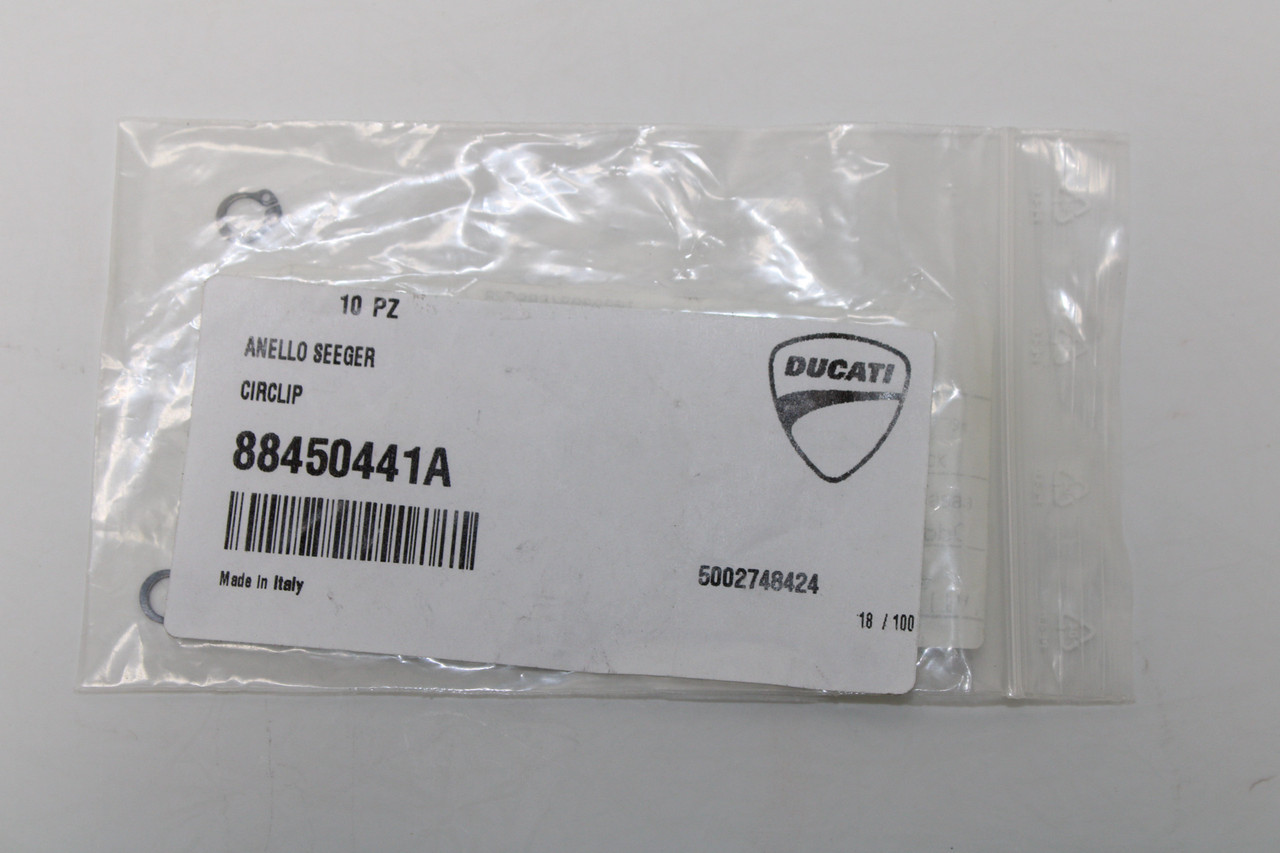 10 PZ
ANELLO SEEGER
CIRCLIP
DUCATI
88450441A
Made in Italy
5002748424
18 / 100